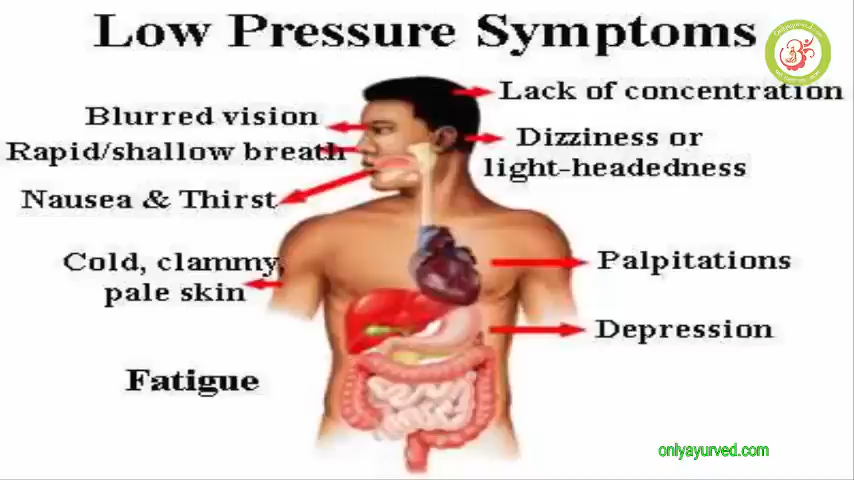 Low Pressure Symptoms
Lack of concentration
Blurred vision
Dizziness or
light-headedness
Rapid/shallow breath
Nausea & Thirst
Cold, clammy,
pale skin
Palpitations
Depression
Fatigue
onlyayurved.com